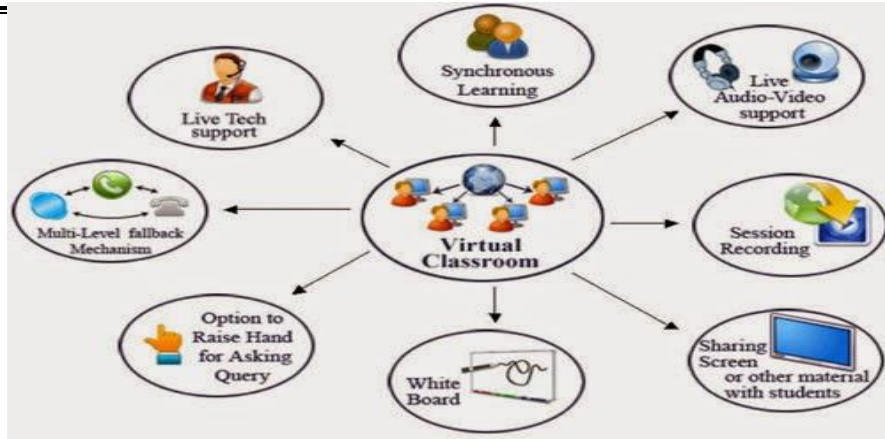 Synchronous
Learning
Live Tech
support
Live
Audio-Video
support
Multi-Level fallback
Mechanism
Virtual
Classroom
Session
Recording
Option to
Raise Hand
for Asking
Query
White
Board
Sharing
Screen
or other material
with students